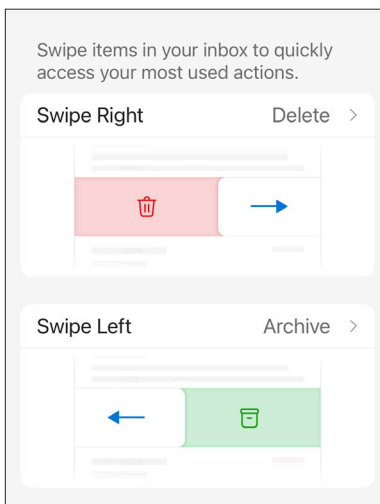 Swipe items in your inbox to quickly
access your most used actions.
Swipe Right Delete
Swipe Left Archive